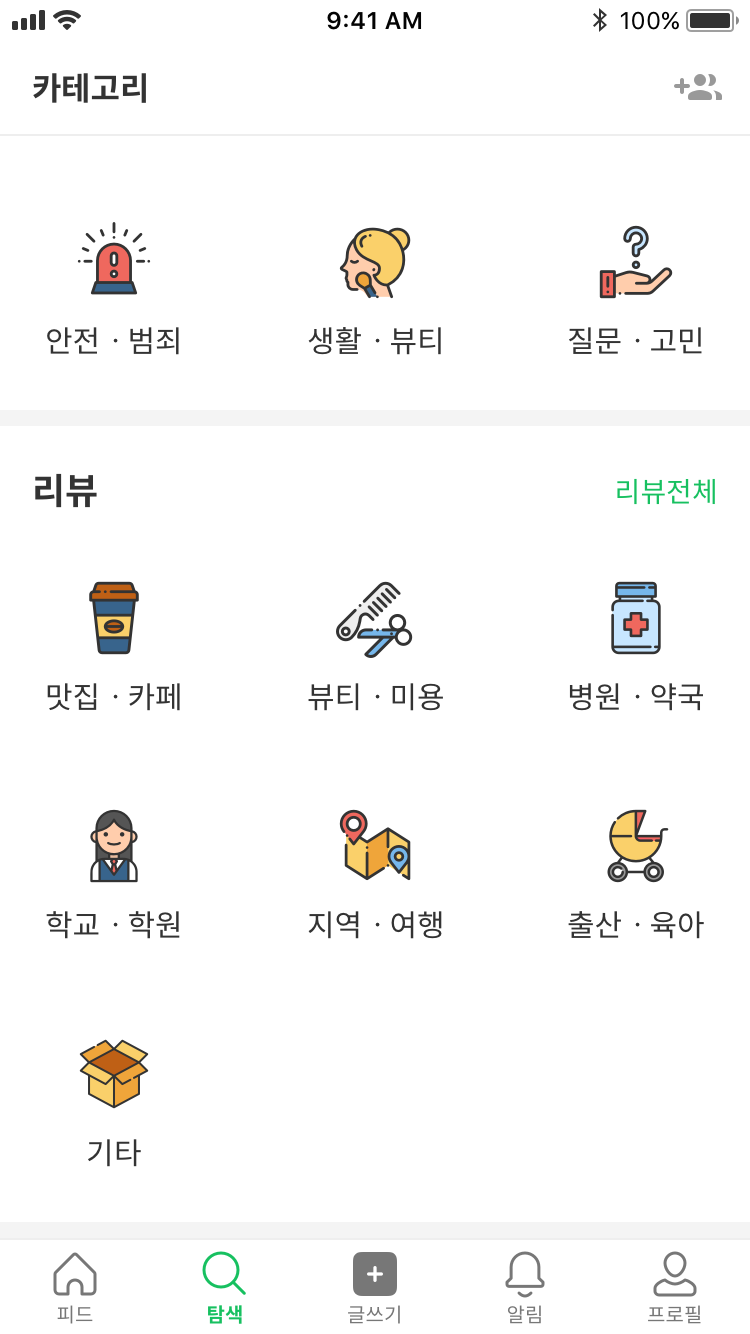 9:41 AM 100%
카테고리
안전 · 범죄 생활 · 뷰티 질문 · 고민
리뷰 리뷰전체
맛집 · 카페 뷰티 · 미용 병원 · 약국
학교 · 학원 지역 · 여행 출산 · 육아
기타
피드 탐색 글쓰기 알림 프로필